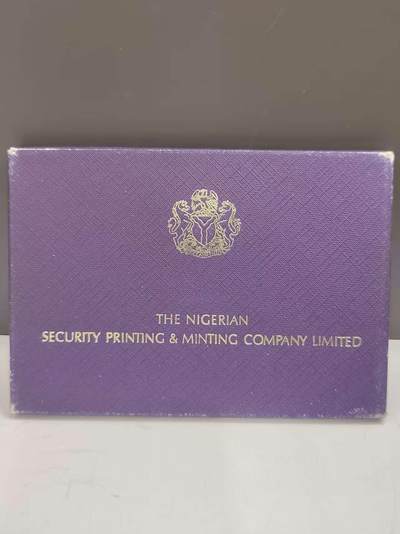 THE NIGERIAN
SECURITY PRINTING & MINTING COMPANY LIMITED